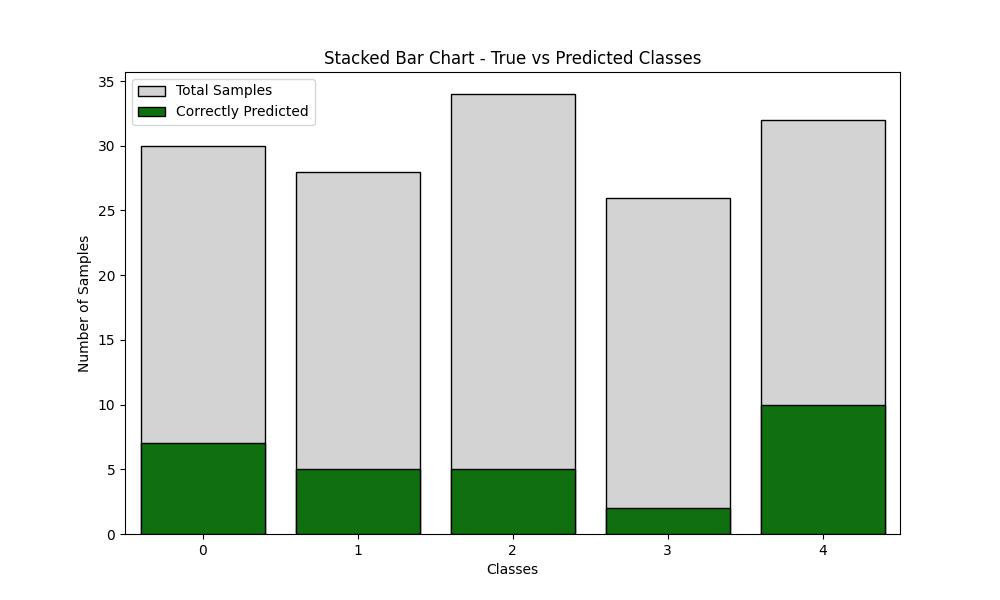 Stacked Bar Chart - True vs Predicted Classes
Total Samples
Correctly Predicted
Number of Samples
35
30
25
20
15
10
5
0
0 1 2 3 4
Classes